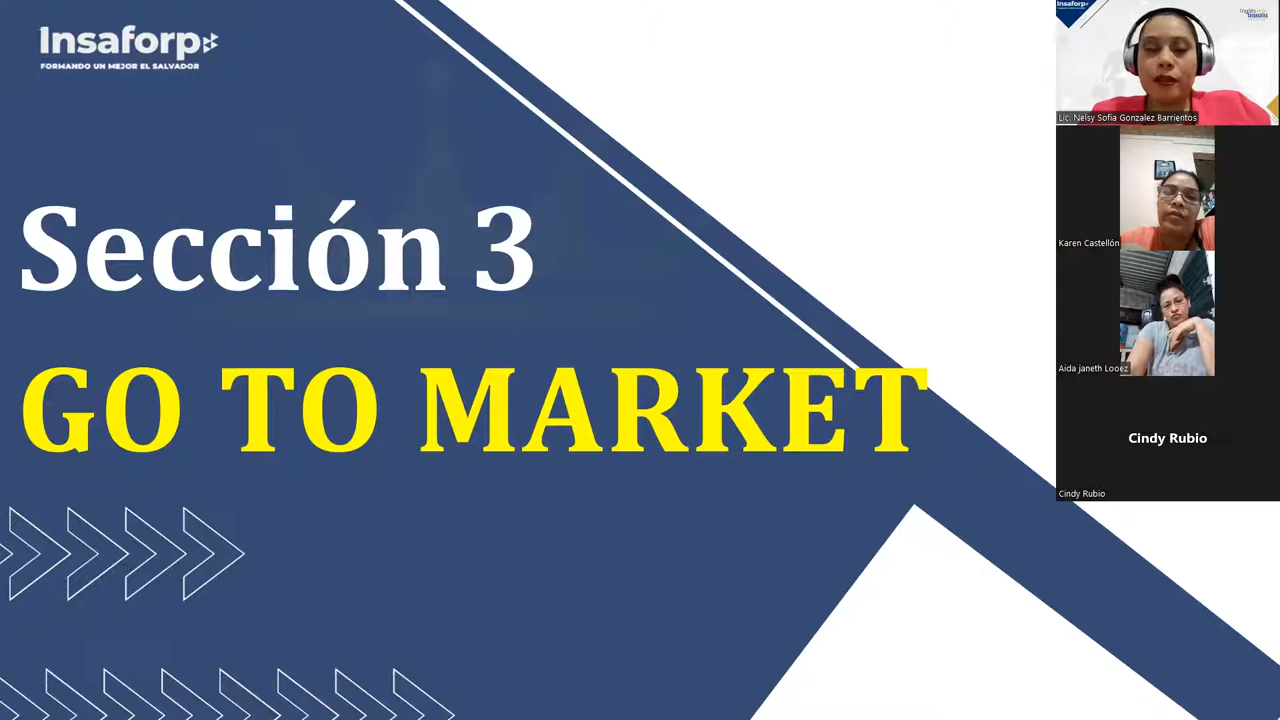 Insaforp
FORMANDO UN MEJOR EL SALVADOR
Sección 3
GO TO MARKET
Insaforp
Lic. Nelsy Sofia Gonzalez Barrientos
Karen Castellón
Aida janeth Lopez
Cindy Rubio
Cindy Rubio